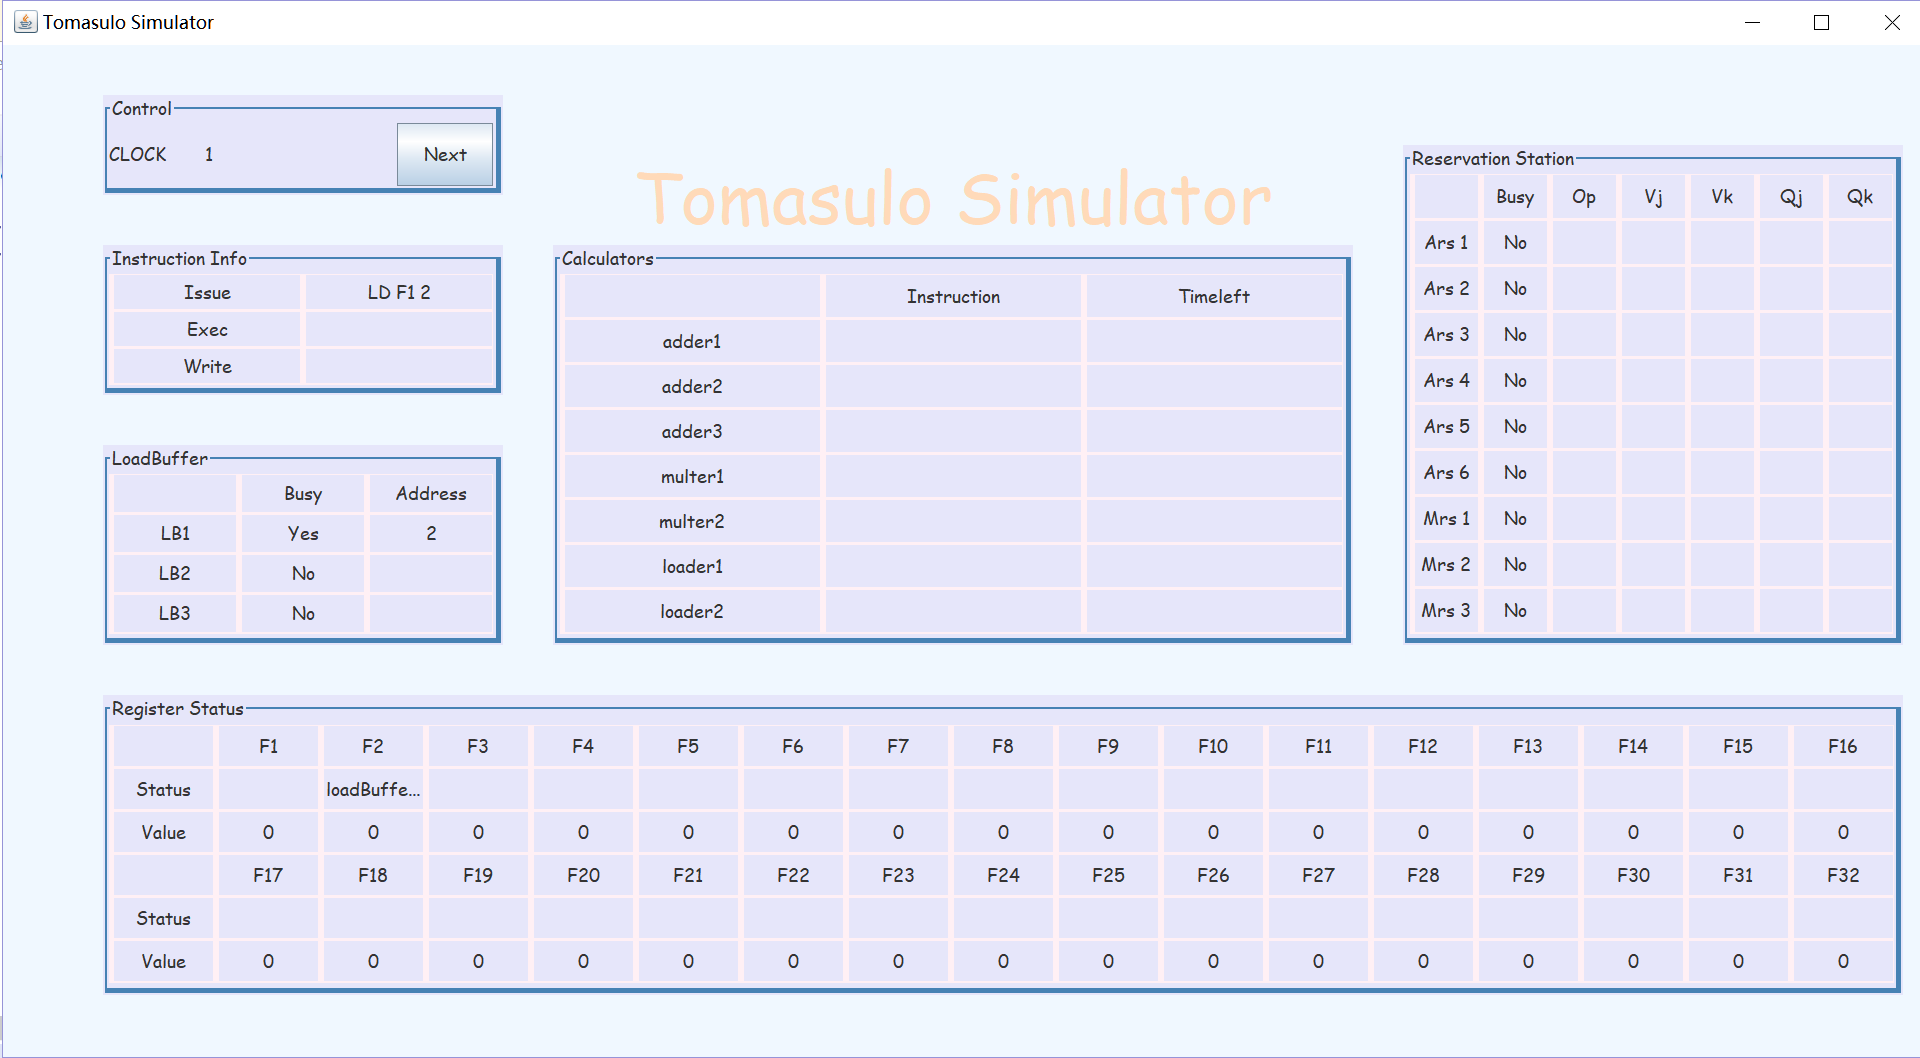 Tomasulo Simulator
Control
CLOCK 1 Next
Tomasulo Simulator
Instruction Info
Issue LD F1 2
Exec
Write
LoadBuffer
Busy Address
LB1 Yes 2
LB2 No
LB3 No
Calculators
Instruction Timeleft
adder1
adder2
adder3
multer1
multer2
loader1
loader2
Reservation Station
Busy Op Vj Vk Qj Qk
Ars 1 No
Ars 2 No
Ars 3 No
Ars 4 No
Ars 5 No
Ars 6 No
Mrs 1 No
Mrs 2 No
Mrs 3 No
Register Status
F1 F2 F3 F4 F5 F6 F7 F8 F9 F10 F11 F12 F13 F14 F15 F16
Status loadBuffe...
Value 0 0 0 0 0 0 0 0 0 0 0 0 0 0 0 0
F17 F18 F19 F20 F21 F22 F23 F24 F25 F26 F27 F28 F29 F30 F31 F32
Status
Value 0 0 0 0 0 0 0 0 0 0 0 0 0 0 0 0